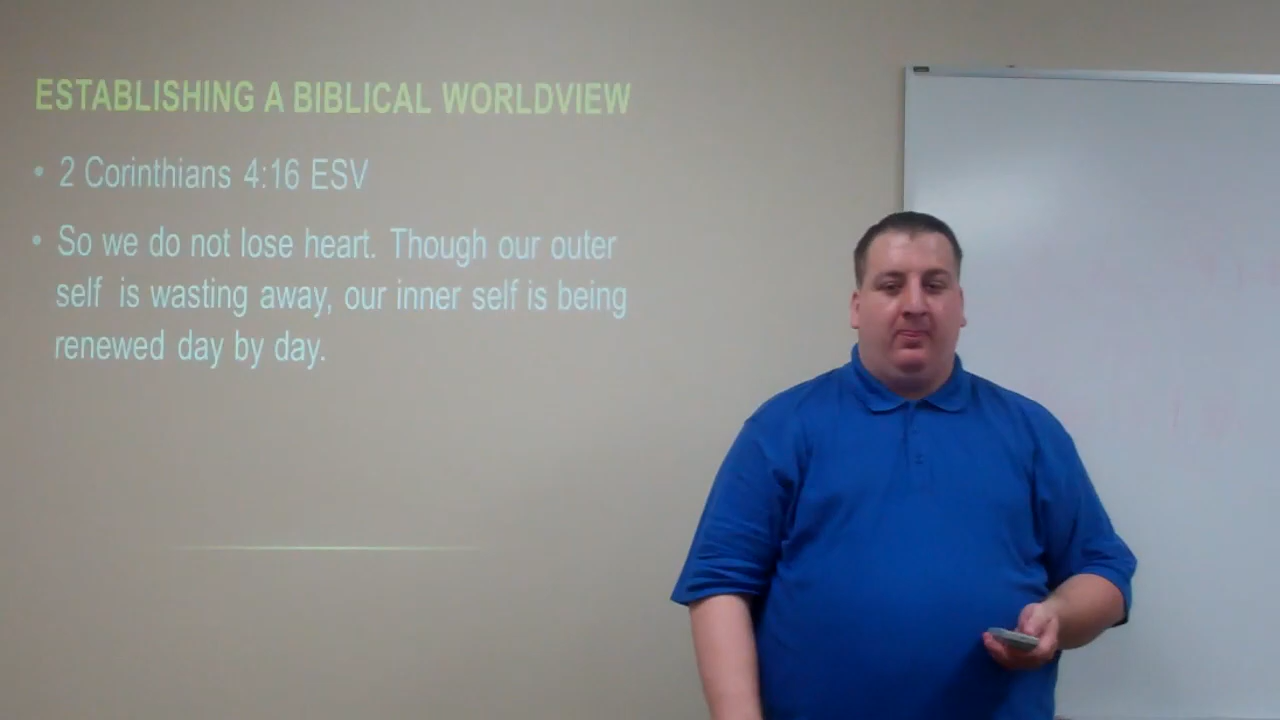 ESTABLISHING A BIBLICAL WORLDVIEW
• 2 Corinthians 4:16 ESV
• So we do not lose heart. Though our outer
self is wasting away, our inner self is being
renewed day by day.